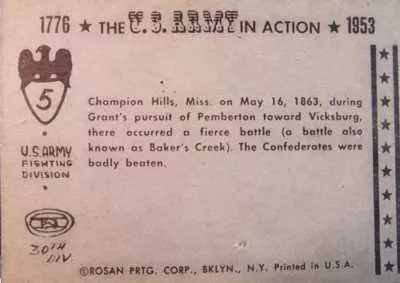 1776 ★ THE U.S. ARMY IN ACTION ★ 1953
5
U.S. ARMY
FIGHTING
DIVISION
30TH
DIV.
Champion Hills, Miss. on May 16, 1863, during
Grant's pursuit of Pemberton toward Vicksburg,
there occurred a fierce battle (a battle also
known as Baker's Creek). The Confederates were
badly beaten.
©ROSAN PRTG. CORP., BKLYN., N.Y. Printed in U.S.A.